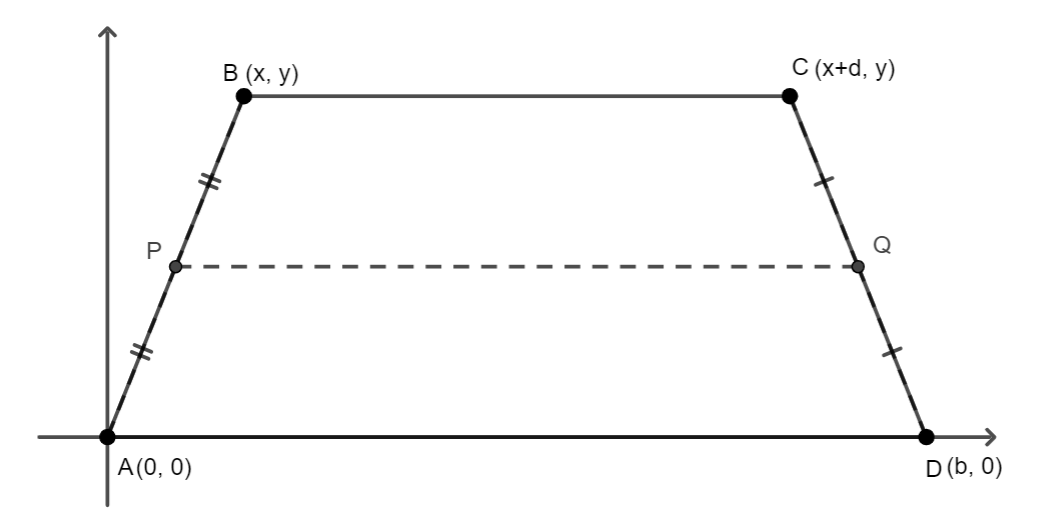 B (x, y)
C (x+d, y)
P
Q
A(0, 0)
D (b, 0)